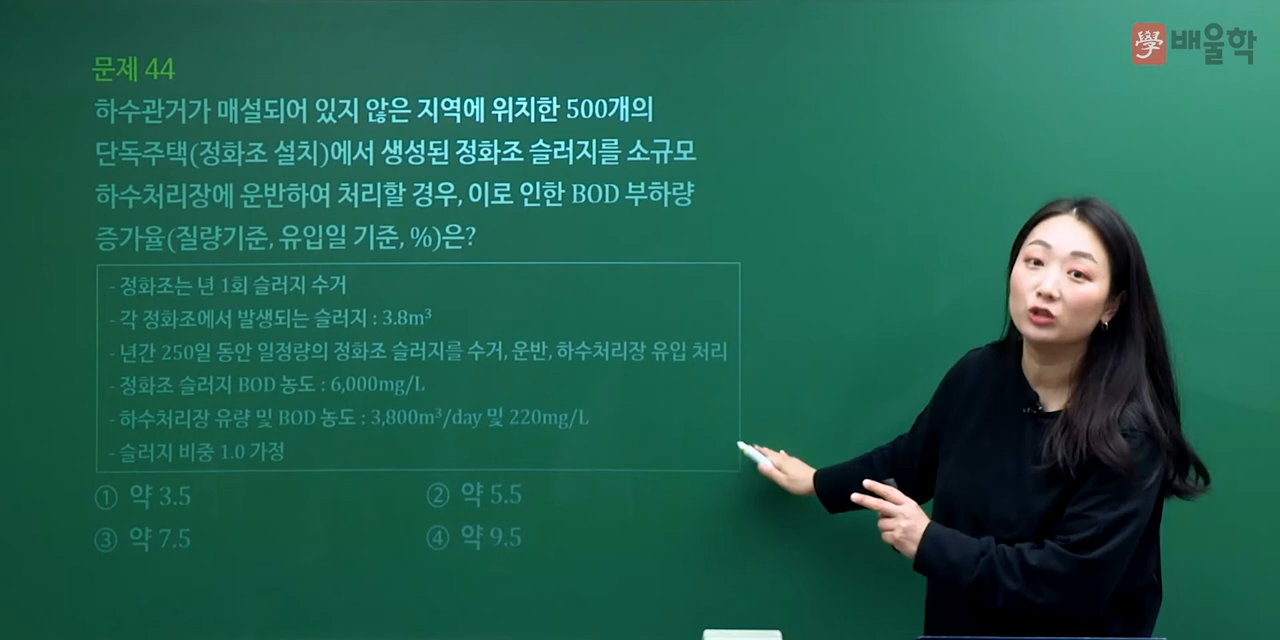 學 배울학
문제 44
하수관거가 매설되어 있지 않은 지역에 위치한 500개의
단독주택(정화조 설치)에서 생성된 정화조 슬러지를 소규모
하수처리장에 운반하여 처리할 경우, 이로 인한 BOD 부하량
증가율(질량기준, 유입일 기준, %)은?
- 정화조는 년 1회 슬러지 수거
- 각 정화조에서 발생되는 슬러지 : 3.8m³
- 년간 250일 동안 일정량의 정화조 슬러지를 수거, 운반, 하수처리장 유입 처리
- 정화조 슬러지 BOD 농도 : 6,000mg/L
- 하수처리장 유량 및 BOD 농도 : 3,800m³/day 및 220mg/L
- 슬러지 비중 1.0 가정
① 약 3.5 ② 약 5.5
③ 약 7.5 ④ 약 9.5